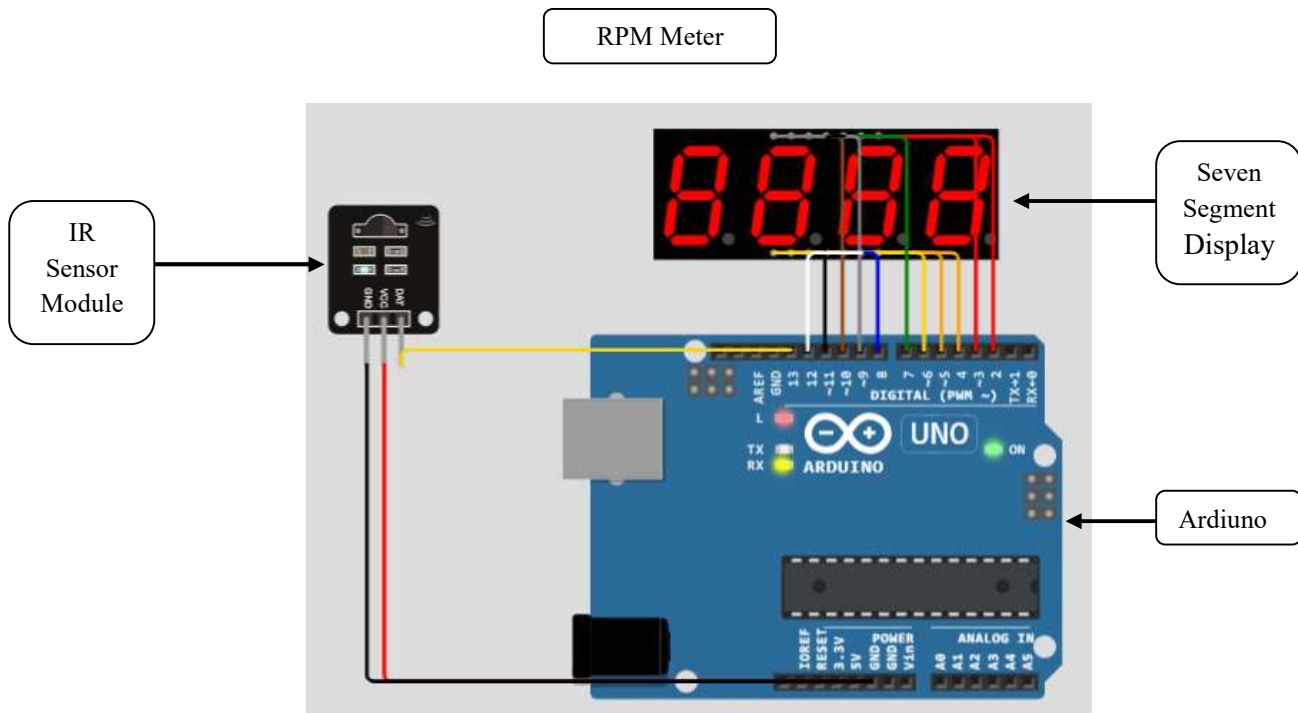 RPM Meter
IR
Sensor
Module
GND
VCC
DAT
Seven
Segment
Display
AREF
GND
13
12
~11
~10
~9
8
7
~6
~5
4
~3
2
TX→1
RX←0
DIGITAL (PWM ~)
L
TX
RX
UNO
ARDUINO
ON
Ardiuno
IOREF
RESET
3.3V
5V
GND
GND
Vin
POWER
ANALOG IN
A0
A1
A2
A3
A4
A5